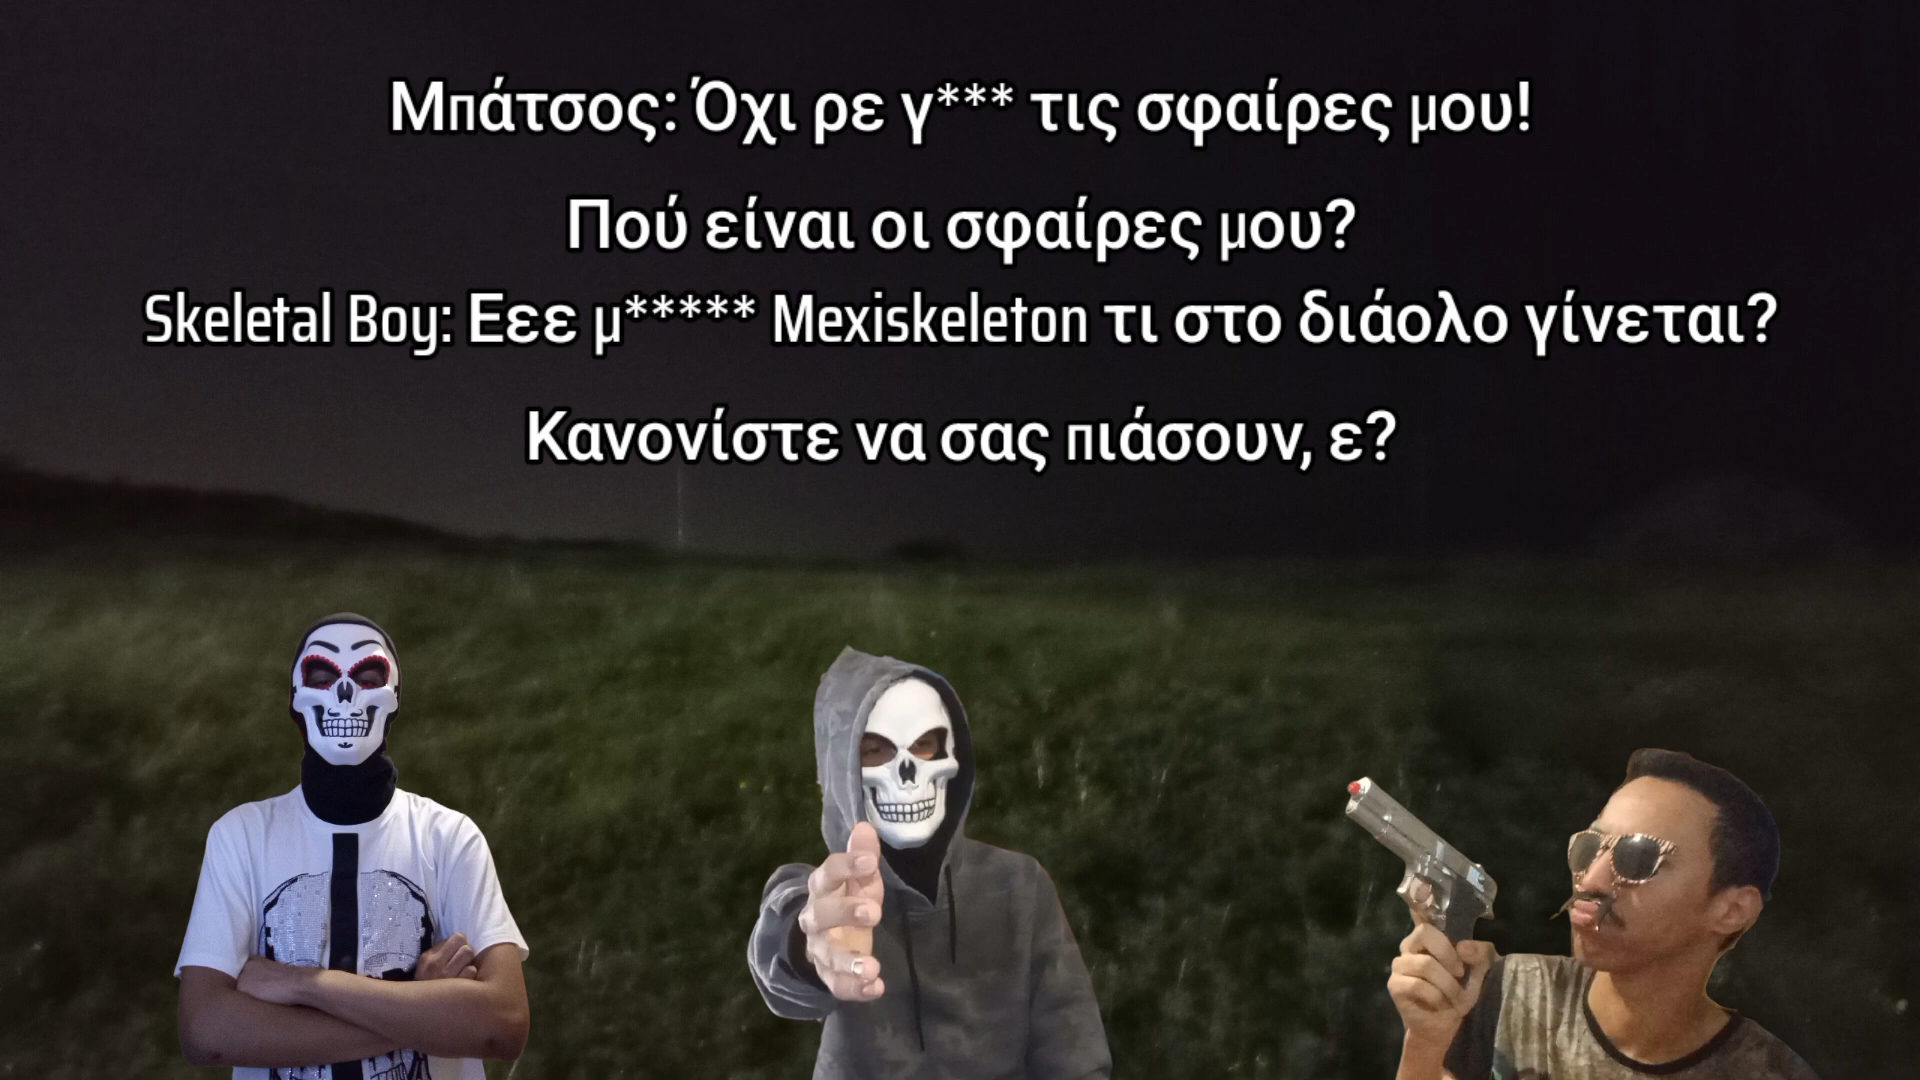 Μπάτσος: Όχι ρε γ*** τις σφαίρες μου!
Πού είναι οι σφαίρες μου?
Skeletal Boy: Εεε μ***** Mexiskeleton τι στο διάολο γίνεται?
Κανονίστε να σας πιάσουν, ε?